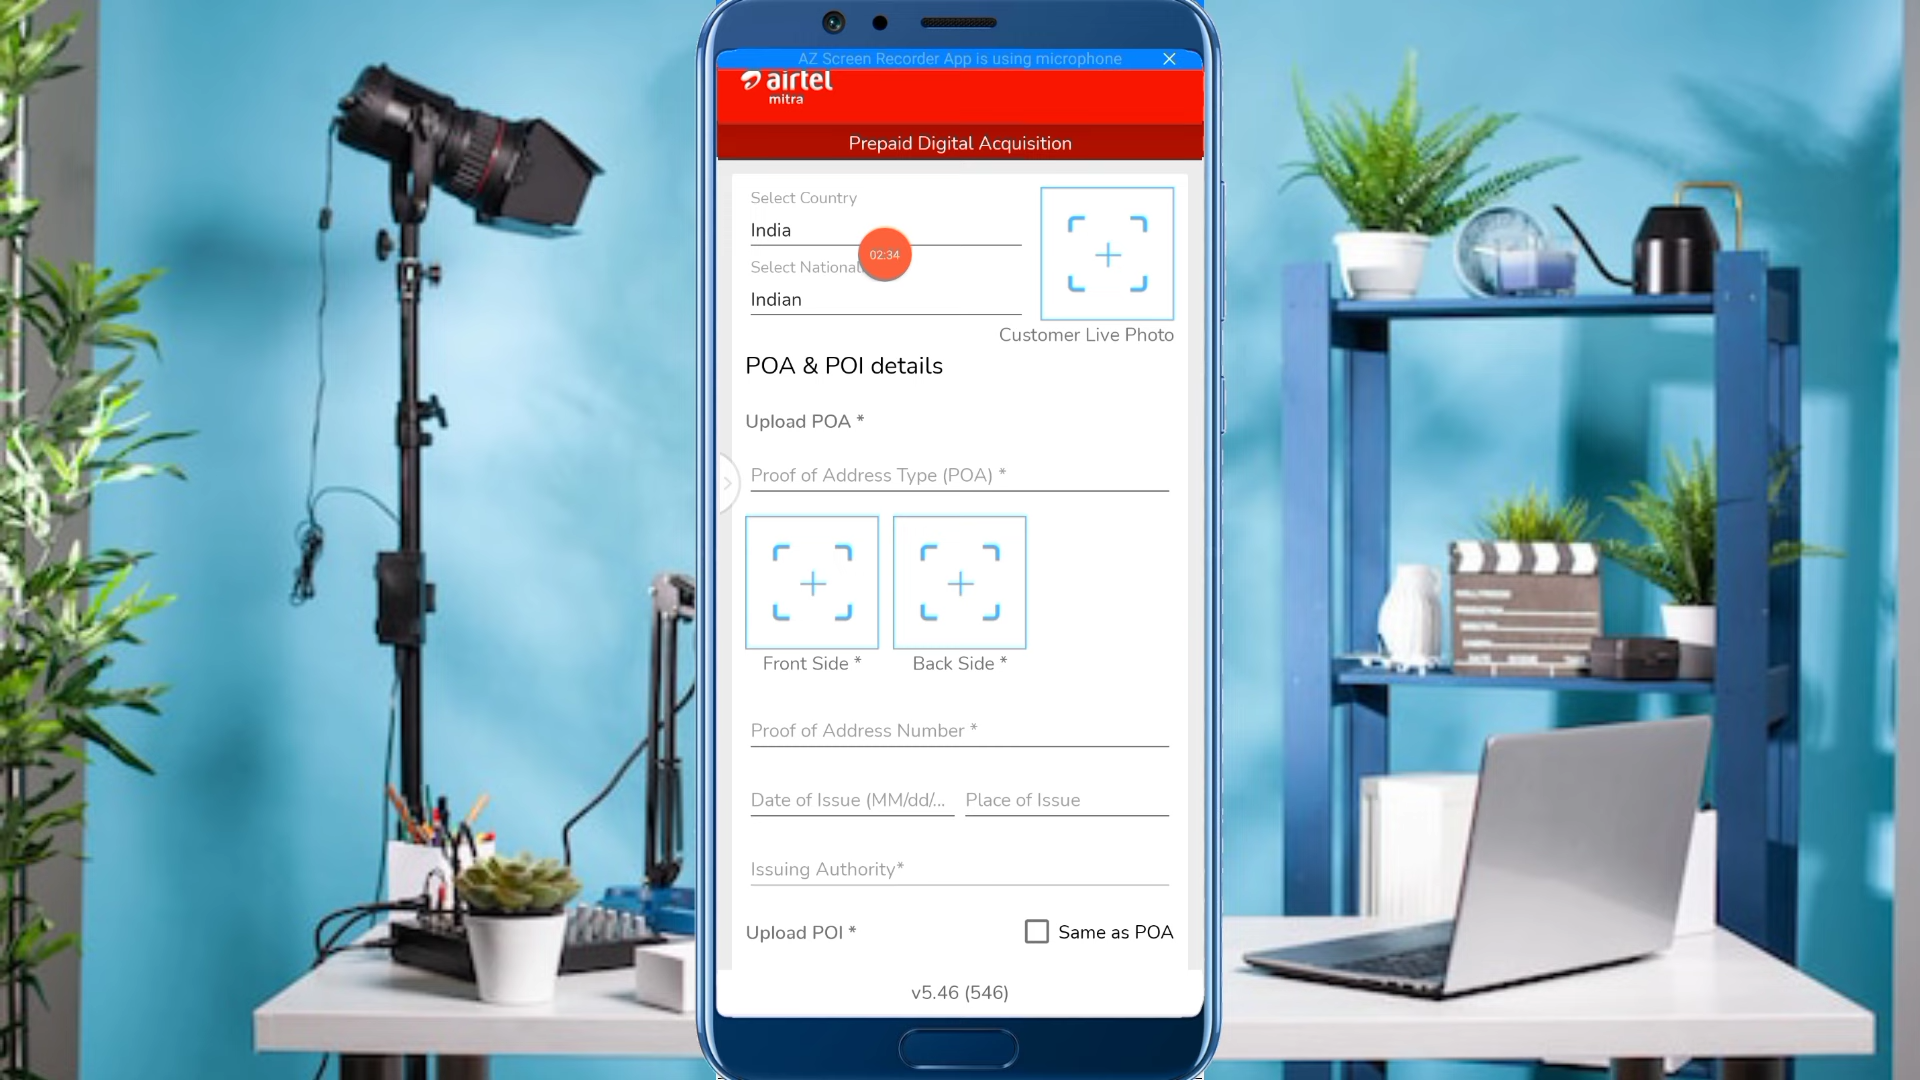 AZ Screen Recorder App is using microphone
airtel
mitra
Prepaid Digital Acquisition
Select Country
India
02:34
Select National
Indian
Customer Live Photo
POA & POI details
Upload POA *
Proof of Address Type (POA) *
Front Side *
Back Side *
Proof of Address Number *
Date of Issue (MM/dd/...
Place of Issue
Issuing Authority*
Upload POI *
Same as POA
v5.46 (546)